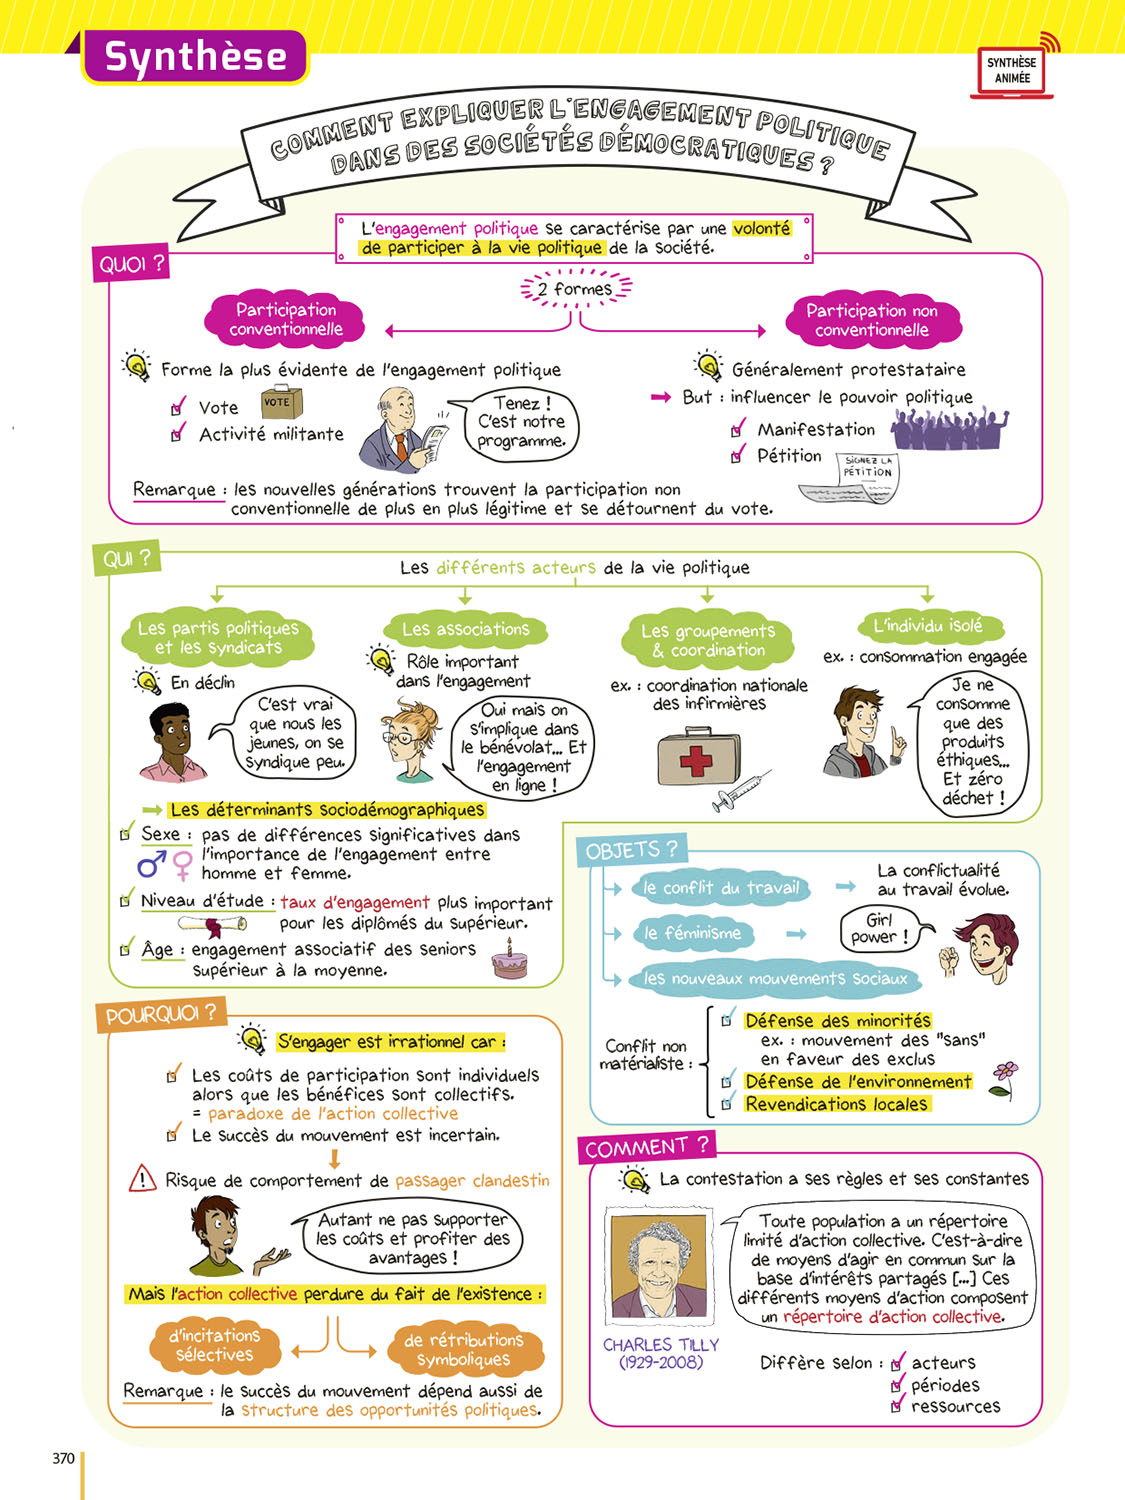 Synthèse
SYNTHÈSE
ANIMÉE
COMMENT EXPLIQUER L'ENGAGEMENT POLITIQUE
DANS DES SOCIÉTÉS DÉMOCRATIQUES ?
L'engagement politique se caractérise par une volonté
de participer à la vie politique de la société.
QUOI ?
2 formes
Participation
conventionnelle
Forme la plus évidente de l'engagement politique
Vote
VOTE
Activité militante
Tenez !
C'est notre
programme.
Participation non
conventionnelle
Généralement protestataire
But : influencer le pouvoir politique
Manifestation
Pétition
SIGNEZ LA
PÉTITION
Remarque : les nouvelles générations trouvent la participation non
conventionnelle de plus en plus légitime et se détournent du vote.
QUI ?
Les différents acteurs de la vie politique
Les partis politiques
et les syndicats
En déclin
C'est vrai
que nous les
jeunes, on se
syndique peu.
Les associations
Rôle important
dans l'engagement
Oui mais on
s'implique dans
le bénévolat... Et
l'engagement
en ligne !
Les groupements
& coordination
ex. : coordination nationale
des infirmières
L'individu isolé
ex. : consommation engagée
Je ne
consomme
que des
produits
éthiques...
Et zéro
déchet !
Les déterminants sociodémographiques
Sexe : pas de différences significatives dans
l'importance de l'engagement entre
homme et femme.
Niveau d'étude : taux d'engagement plus important
pour les diplômés du supérieur.
Âge : engagement associatif des seniors
supérieur à la moyenne.
OBJETS ?
le conflit du travail
La conflictualité
au travail évolue.
le féminisme
Girl
power !
les nouveaux mouvements sociaux
Conflit non
matérialiste :
Défense des minorités
ex. : mouvement des "sans"
en faveur des exclus
Défense de l'environnement
Revendications locales
POURQUOI ?
S'engager est irrationnel car :
Les coûts de participation sont individuels
alors que les bénéfices sont collectifs.
= paradoxe de l'action collective
Le succès du mouvement est incertain.
! Risque de comportement de passager clandestin
Autant ne pas supporter
les coûts et profiter des
avantages !
Mais l'action collective perdure du fait de l'existence :
d'incitations
sélectives
de rétributions
symboliques
Remarque : le succès du mouvement dépend aussi de
la structure des opportunités politiques.
COMMENT ?
La contestation a ses règles et ses constantes
Toute population a un répertoire
limité d'action collective. C'est-à-dire
de moyens d'agir en commun sur la
base d'intérêts partagés [...] Ces
différents moyens d'action composent
un répertoire d'action collective.
CHARLES TILLY
(1929-2008)
Diffère selon : acteurs
périodes
ressources
370